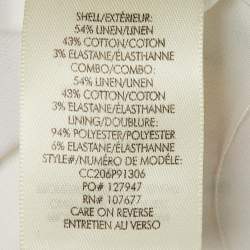 SHELL/EXTÉRIEUR:
54% LINEN/LINEN
43% COTTON/COTON
3% ELASTANE/ÉLASTHANNE
COMBO/COMBO:
54% LINEN/LINEN
43% COTTON/COTON
3% ELASTANE/ÉLASTHANNE
LINING/DOUBLURE:
94% POLYESTER/POLYESTER
6% ELASTANE/ÉLASTHANNE
STYLE#/NUMÉRO DE MODÈLE:
CC206P91306
PO# 127947
RN# 107677
CARE ON REVERSE
ENTRETIEN AU VERSO